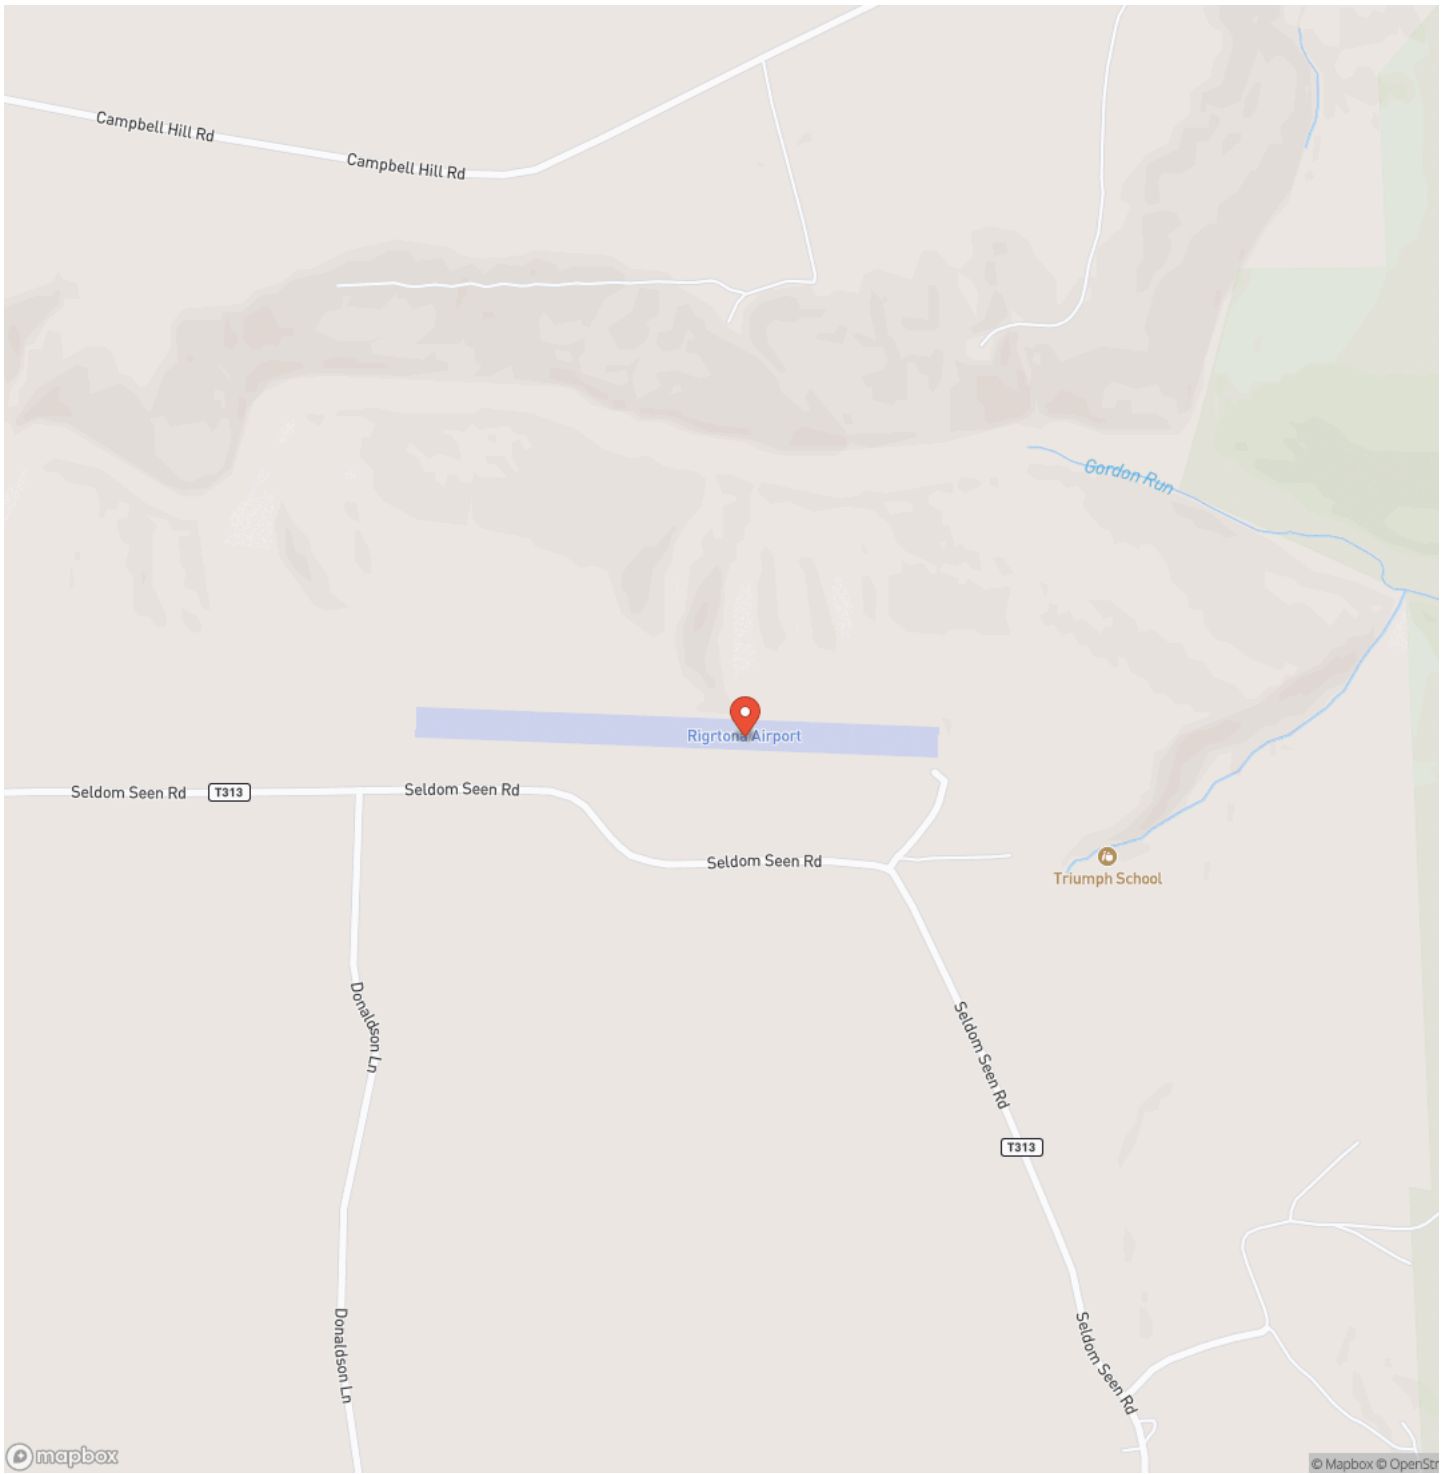 Campbell Hill Rd
Campbell Hill Rd
Gordon Run
Rigrtona Airport
Seldom Seen Rd
T313
Seldom Seen Rd
Seldom Seen Rd
Triumph School
Donaldson Ln
Seldom Seen Rd
T313
Donaldson Ln
Seldom Seen Rd
mapbox
© Mapbox © OpenStr